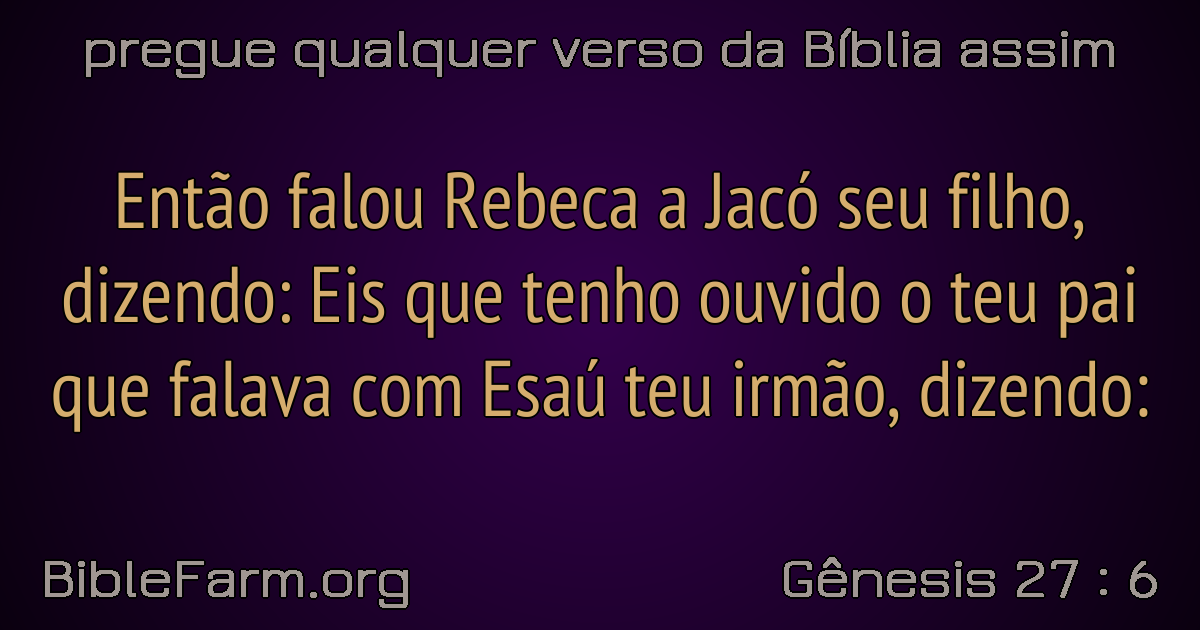 pregue qualquer verso da Bíblia assim
Então falou Rebeca a Jacó seu filho,
dizendo: Eis que tenho ouvido o teu pai
que falava com Esaú teu irmão, dizendo:
BibleFarm.org
Gênesis 27 : 6